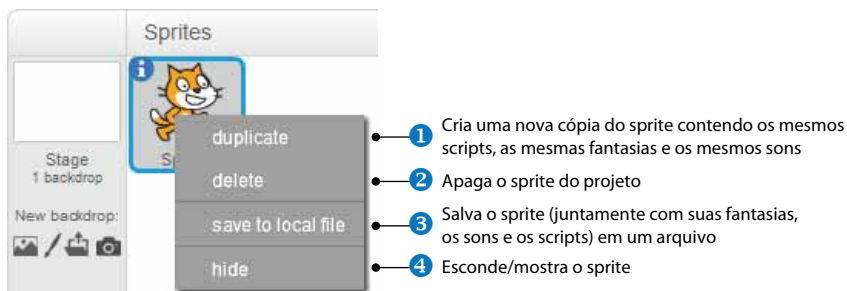 Sprites
Stage
1 backdrop
New backdrop:
duplicate
delete
save to local file
hide
1 Cria uma nova cópia do sprite contendo os mesmos
scripts, as mesmas fantasias e os mesmos sons
2 Apaga o sprite do projeto
3 Salva o sprite (juntamente com suas fantasias,
os sons e os scripts) em um arquivo
4 Esconde/mostra o sprite